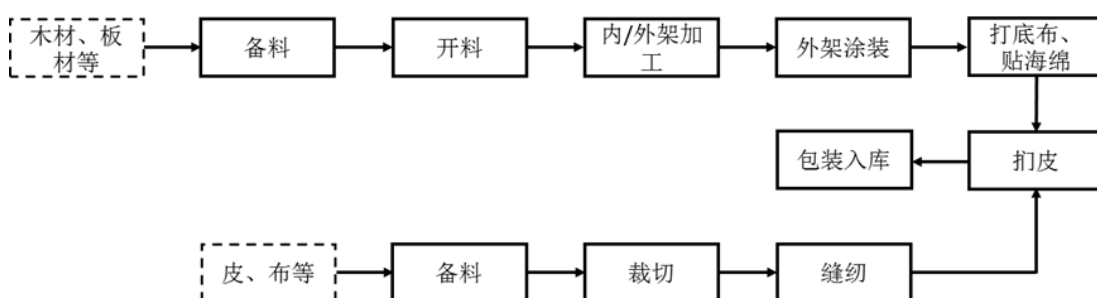 木材、板
材等
备料
开料
内/外架加
工
外架涂装
打底布、
贴海绵
包装入库
扪皮
皮、布等
备料
裁切
缝纫